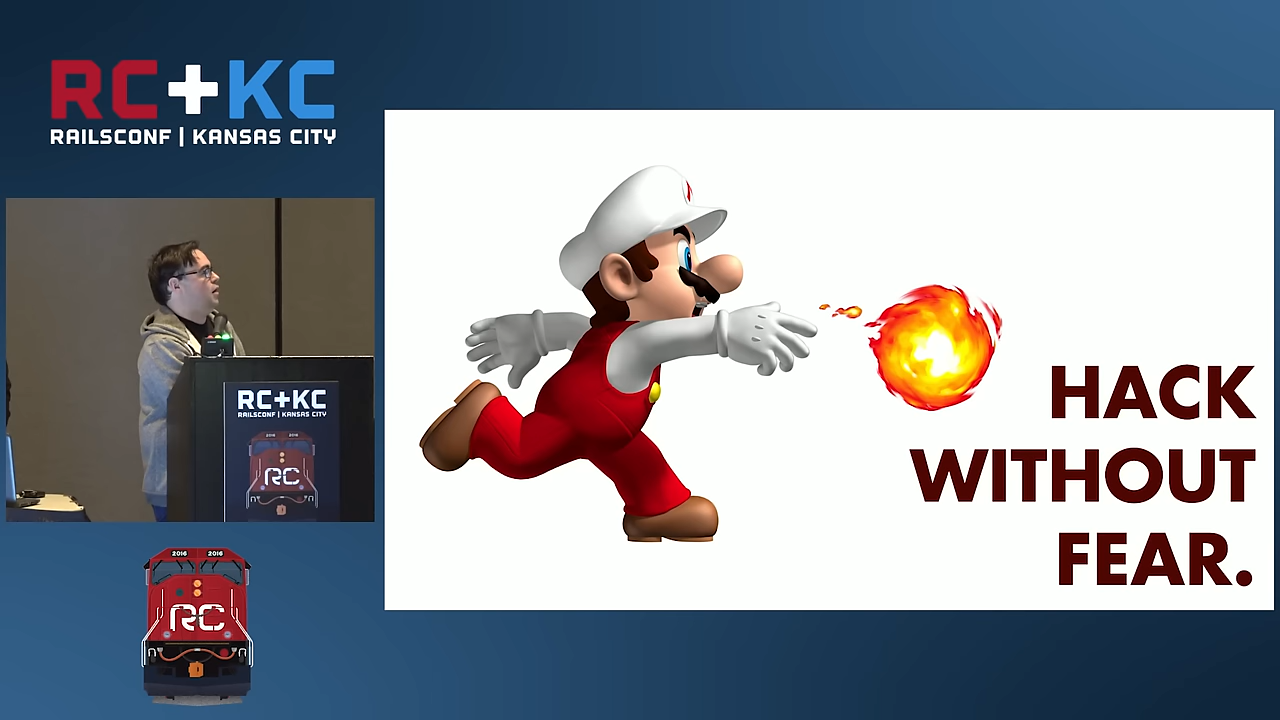 RC+KC
RAILSCONF | KANSAS CITY
RC+KC
RAILSCONF | KANSAS CITY
RC
2016 2016
RC
HACK
WITHOUT
FEAR.